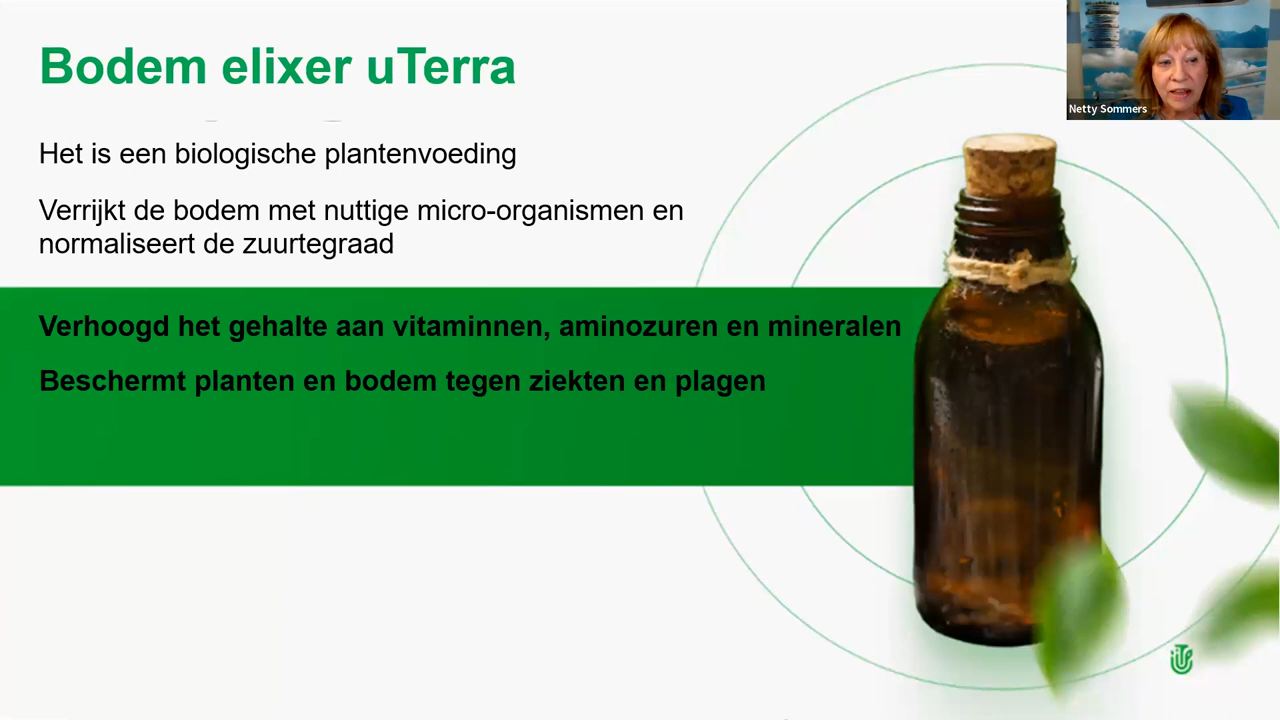 Bodem elixer uTerra
Netty Sommers
Het is een biologische plantenvoeding
Verrijkt de bodem met nuttige micro-organismen en
normaliseert de zuurtegraad
Verhoogd het gehalte aan vitaminnen, aminozuren en mineralen
Beschermt planten en bodem tegen ziekten en plagen